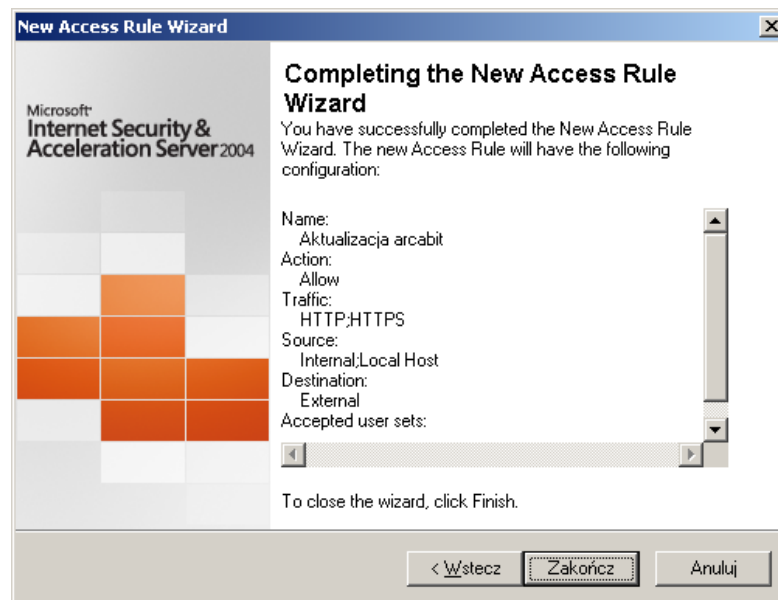 New Access Rule Wizard
Microsoft
Internet Security &
Acceleration Server 2004
Completing the New Access Rule
Wizard
You have successfully completed the New Access Rule
Wizard. The new Access Rule will have the following
configuration:
Name:
Aktualizacja arcabit
Action:
Allow
Traffic:
HTTP;HTTPS
Source:
Internal;Local Host
Destination:
External
Accepted user sets:
To close the wizard, click Finish.
< Wstecz
Zakończ
Anuluj